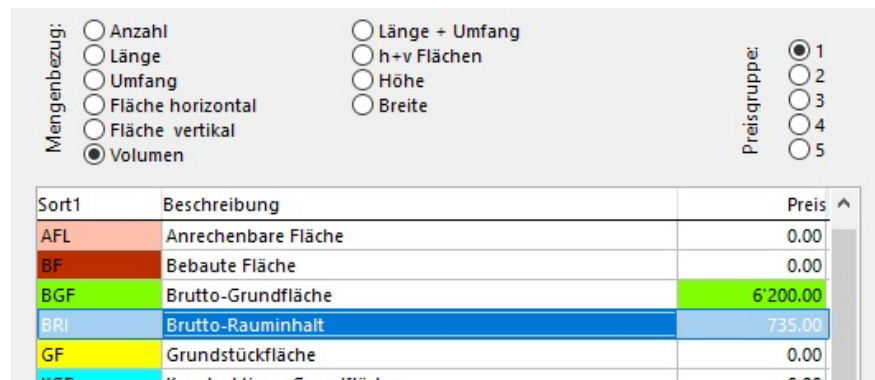 Mengenbezug:
Anzahl
Länge
Umfang
Fläche horizontal
Fläche vertikal
Volumen
Länge + Umfang
h+v Flächen
Höhe
Breite
Preisgruppe:
1
2
3
4
5
Sort1 Beschreibung Preis
AFL Anrechenbare Fläche 0.00
BF Bebaute Fläche 0.00
BGF Brutto-Grundfläche 6'200.00
BRI Brutto-Rauminhalt 735.00
GF Grundstückfläche 0.00